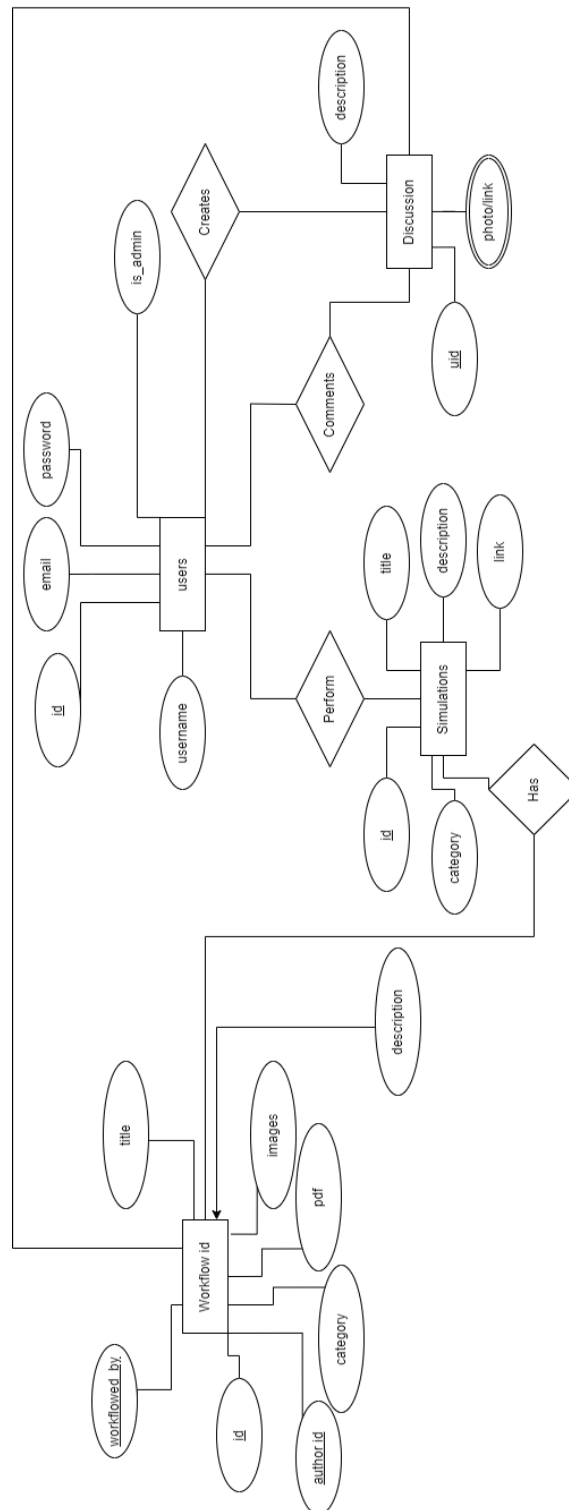 workflowed_by
id
author id
category
pdf
images
title
Workflow id
description
Has
id
category
Simulations
title
description
link
Perform
id
email
password
is_admin
username
users
Comments
Creates
uid
photo/link
Discussion
description